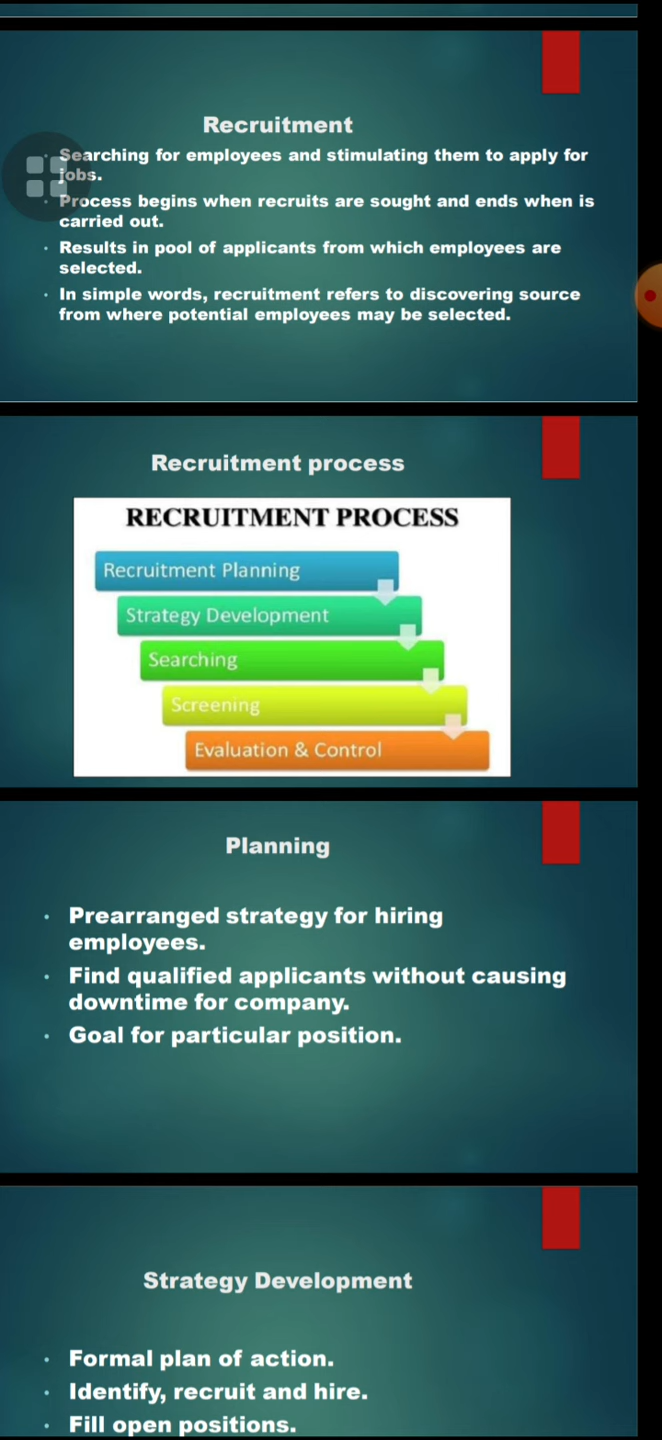 Recruitment
Searching for employees and stimulating them to apply for
jobs.
Process begins when recruits are sought and ends when is
carried out.
Results in pool of applicants from which employees are
selected.
In simple words, recruitment refers to discovering source
from where potential employees may be selected.
Recruitment process
RECRUITMENT PROCESS
Recruitment Planning
Strategy Development
Searching
Screening
Evaluation & Control
Planning
Prearranged strategy for hiring
employees.
Find qualified applicants without causing
downtime for company.
Goal for particular position.
Strategy Development
Formal plan of action.
Identify, recruit and hire.
Fill open positions.